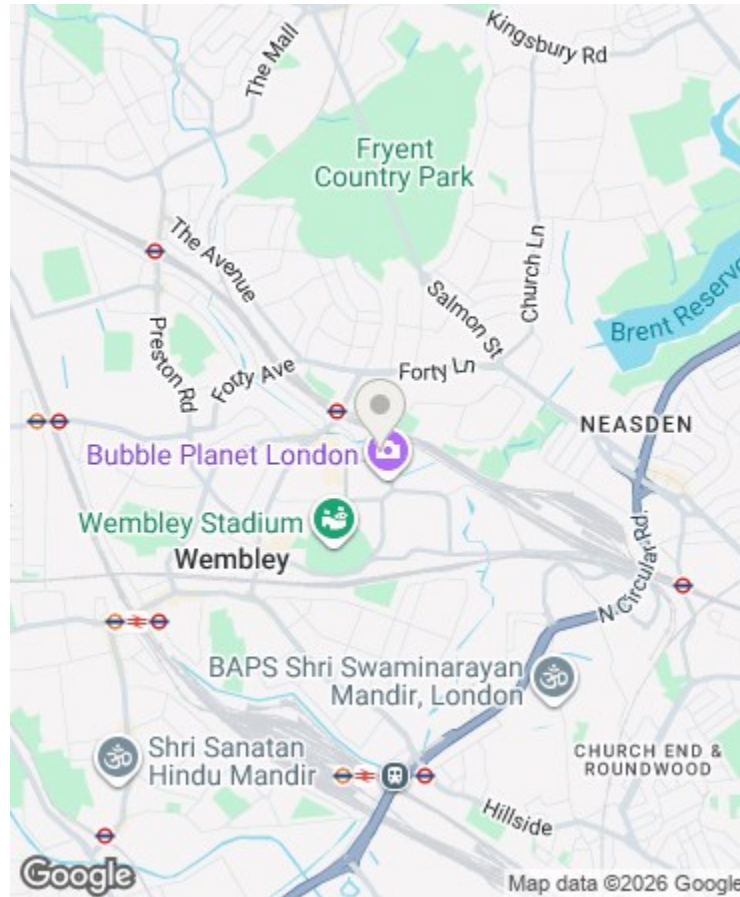 Kingsbury Rd
The Mall
Fryent
Country Park
The Avenue
Church Ln
Salmon St
Brent Reserve
Preston Rd
Forty Ave
Forty Ln
NEASDEN
Bubble Planet London
Wembley Stadium
Wembley
N Circular Rd.
BAPS Shri Swaminarayan
Mandir, London
Shri Sanatan
Hindu Mandir
CHURCH END &
ROUNDWOOD
Hillside
Google
Map data ©2026 Google